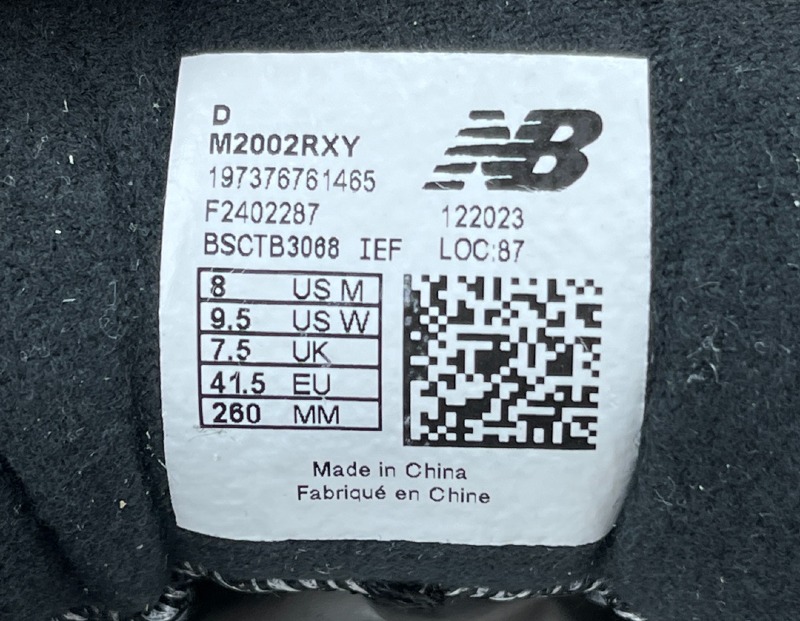 D
M2002RXY
NB
197376761465
F2402287 122023
BSCTB3068 IEF LOC:87
8 US M
9.5 US W
7.5 UK
41.5 EU
260 MM
Made in China
Fabriqué en Chine